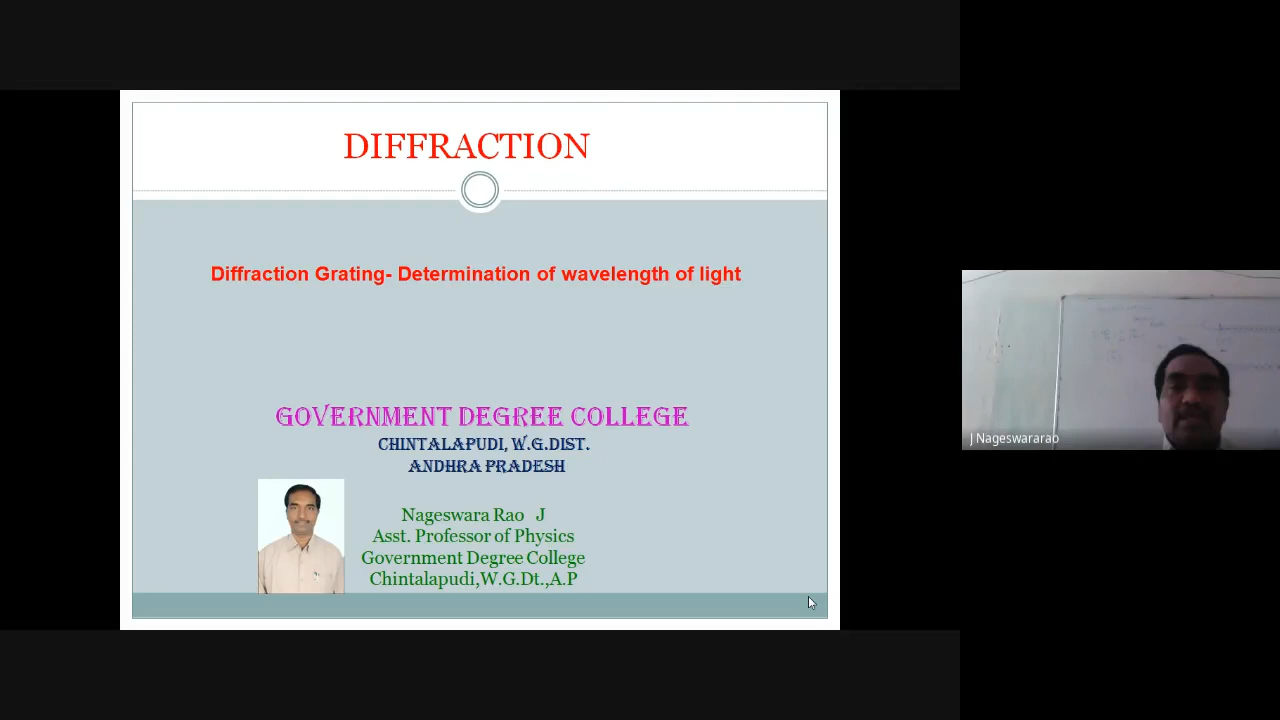 DIFFRACTION
Diffraction Grating- Determination of wavelength of light
GOVERNMENT DEGREE COLLEGE
CHINTALAPUDI, W.G.DIST.
ANDHRA PRADESH
Nageswara Rao J
Asst. Professor of Physics
Government Degree College
Chintalapudi,W.G.Dt.,A.P
J Nageswararao